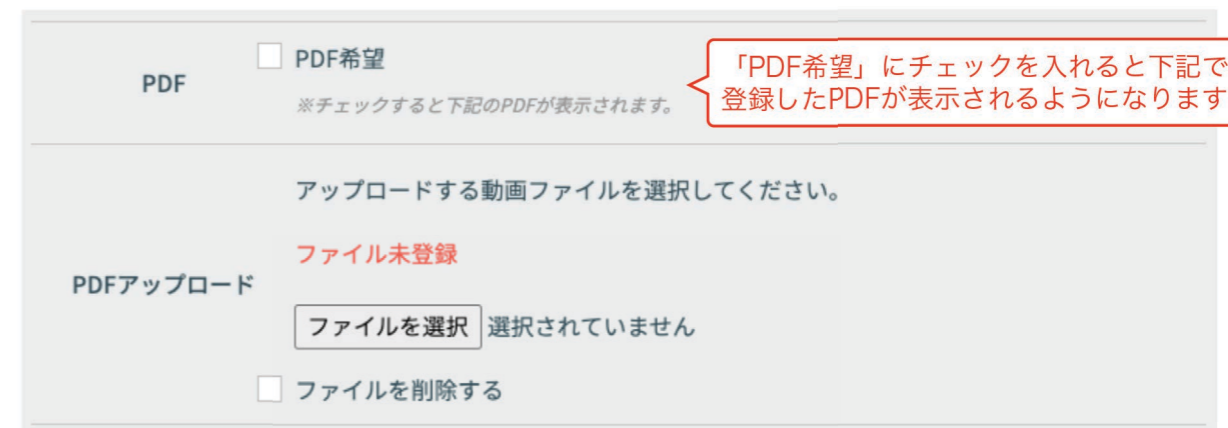 PDF
PDF希望
※チェックすると下記のPDFが表示されます。
「PDF希望」にチェックを入れると下記で
登録したPDFが表示されるようになります
PDFアップロード
アップロードする動画ファイルを選択してください。
ファイル未登録
ファイルを選択 選択されていません
ファイルを削除する